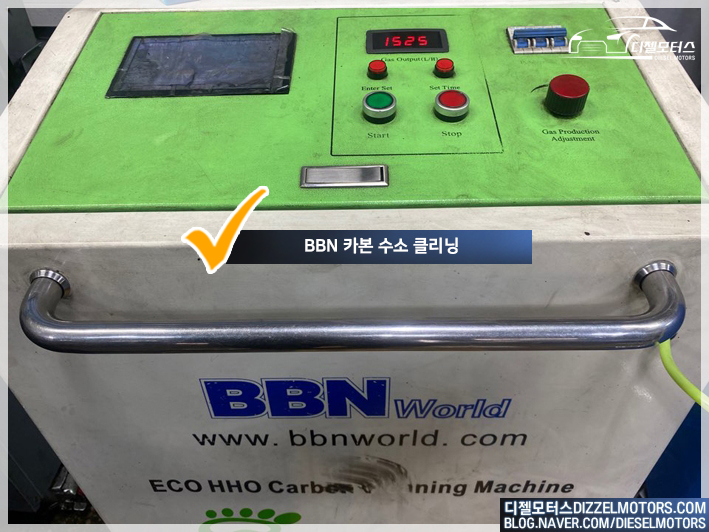 1525
Gas Output(L/H)
디젤모터스
DIZZELMOTORS
Enter Set
Set Time
Start
Stop
Gas Production
Adjustment
BBN 카본 수소 클리닝
BBN World
www.bbnworld.com
ECO HHO Carbon ning Machine
디젤모터스DIZZELMOTORS.COM
BLOG.NAVER.COM/DIESELMOTORS